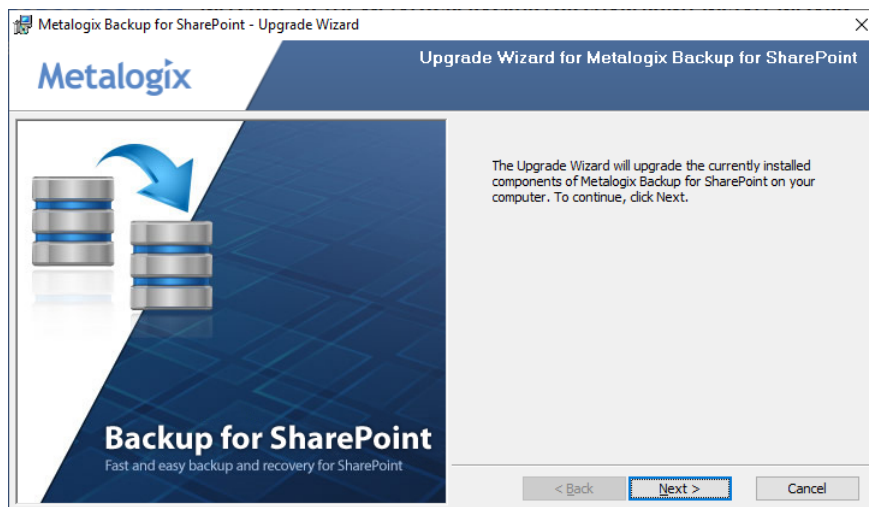 Metalogix Backup for SharePoint - Upgrade Wizard
Upgrade Wizard for Metalogix Backup for SharePoint
Metalogix
The Upgrade Wizard will upgrade the currently installed
components of Metalogix Backup for SharePoint on your
computer. To continue, click Next.
Backup for SharePoint
Fast and easy backup and recovery for SharePoint
< Back
Next >
Cancel